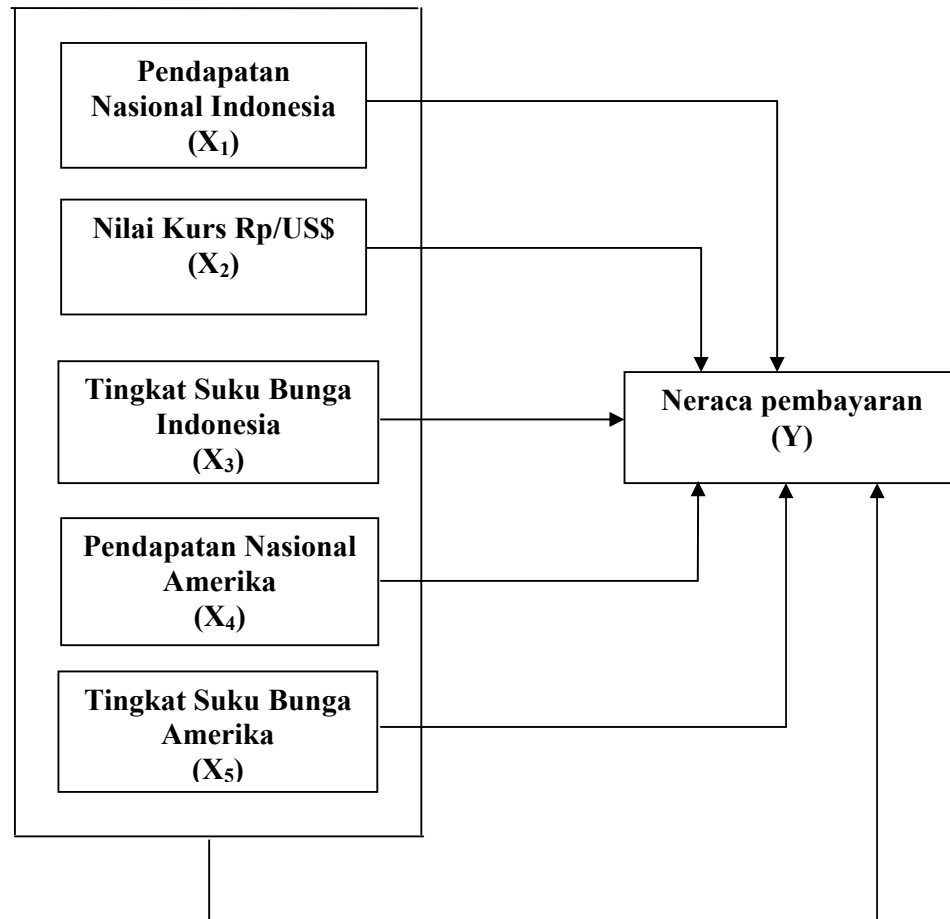 Pendapatan
Nasional Indonesia
(X₁)
Nilai Kurs Rp/US$
(X₂)
Tingkat Suku Bunga
Indonesia
(X₃)
Pendapatan Nasional
Amerika
(X₄)
Tingkat Suku Bunga
Amerika
(X₅)
Neraca pembayaran
(Y)